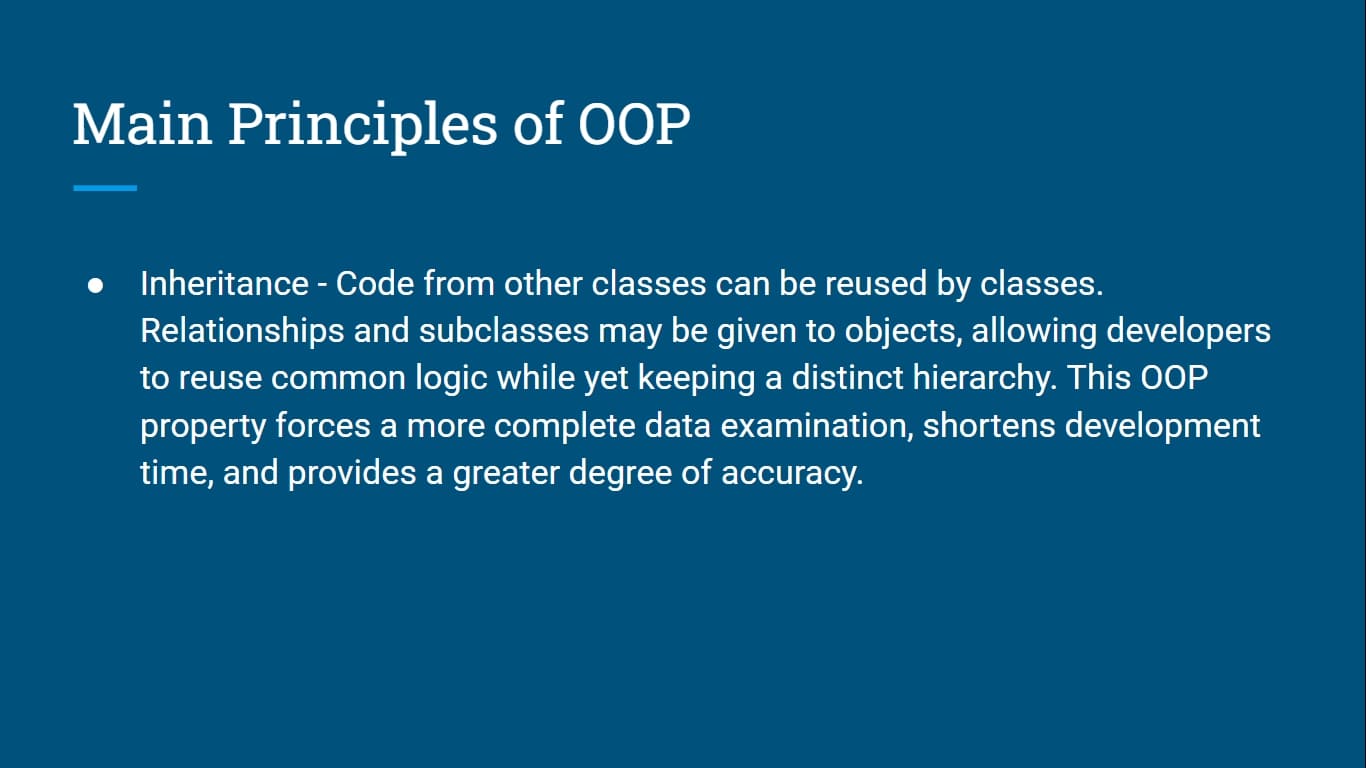 Main Principles of OOP
● Inheritance - Code from other classes can be reused by classes.
Relationships and subclasses may be given to objects, allowing developers
to reuse common logic while yet keeping a distinct hierarchy. This OOP
property forces a more complete data examination, shortens development
time, and provides a greater degree of accuracy.